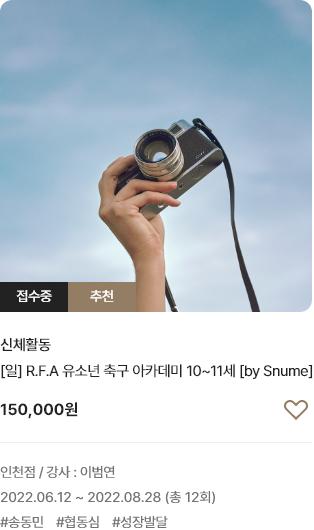 접수중 추천
신체활동
[일] R.F.A 유소년 축구 아카데미 10~11세 [by Snume]
150,000원
인천점 / 강사 : 이범연
2022.06.12 ~ 2022.08.28 (총 12회)
#송동민 #협동심 #성장발달